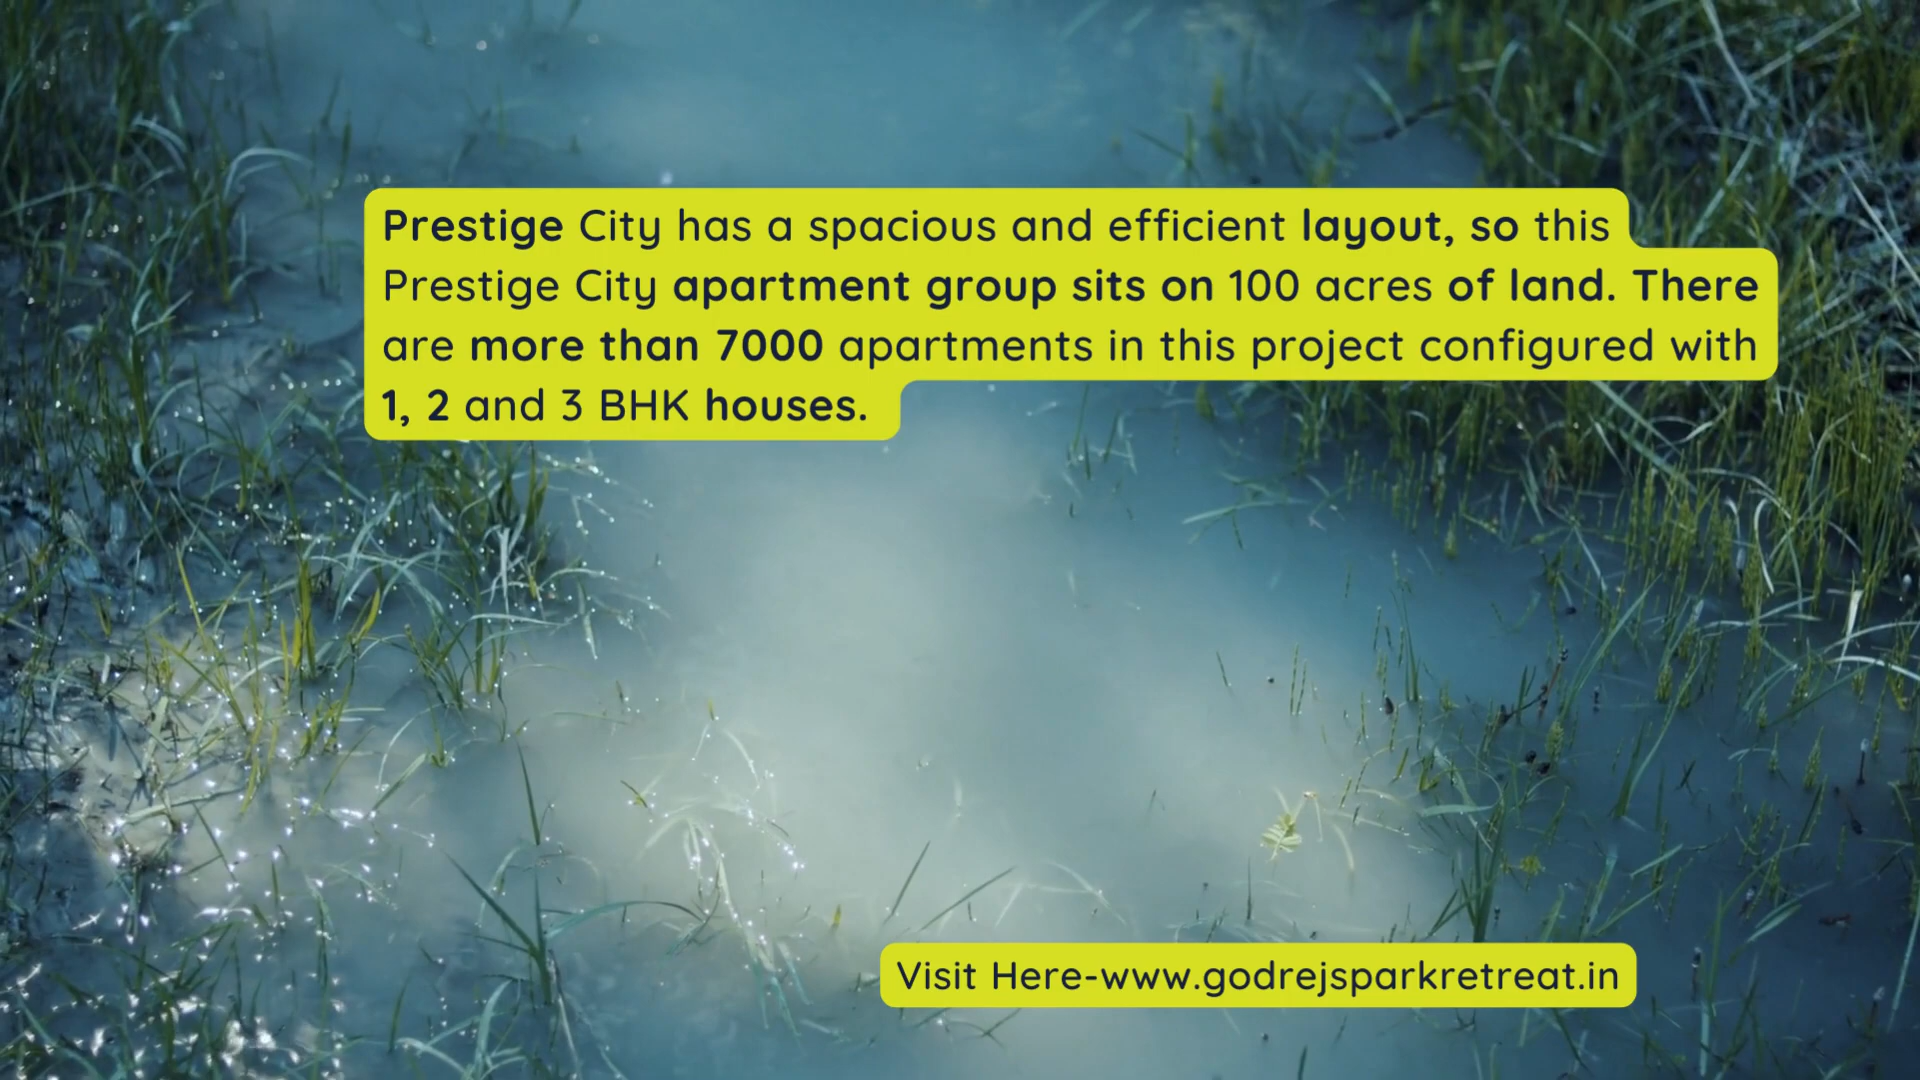 Prestige City has a spacious and efficient layout, so this
Prestige City apartment group sits on 100 acres of land. There
are more than 7000 apartments in this project configured with
1, 2 and 3 BHK houses.
Visit Here-www.godrejsparkretreat.in